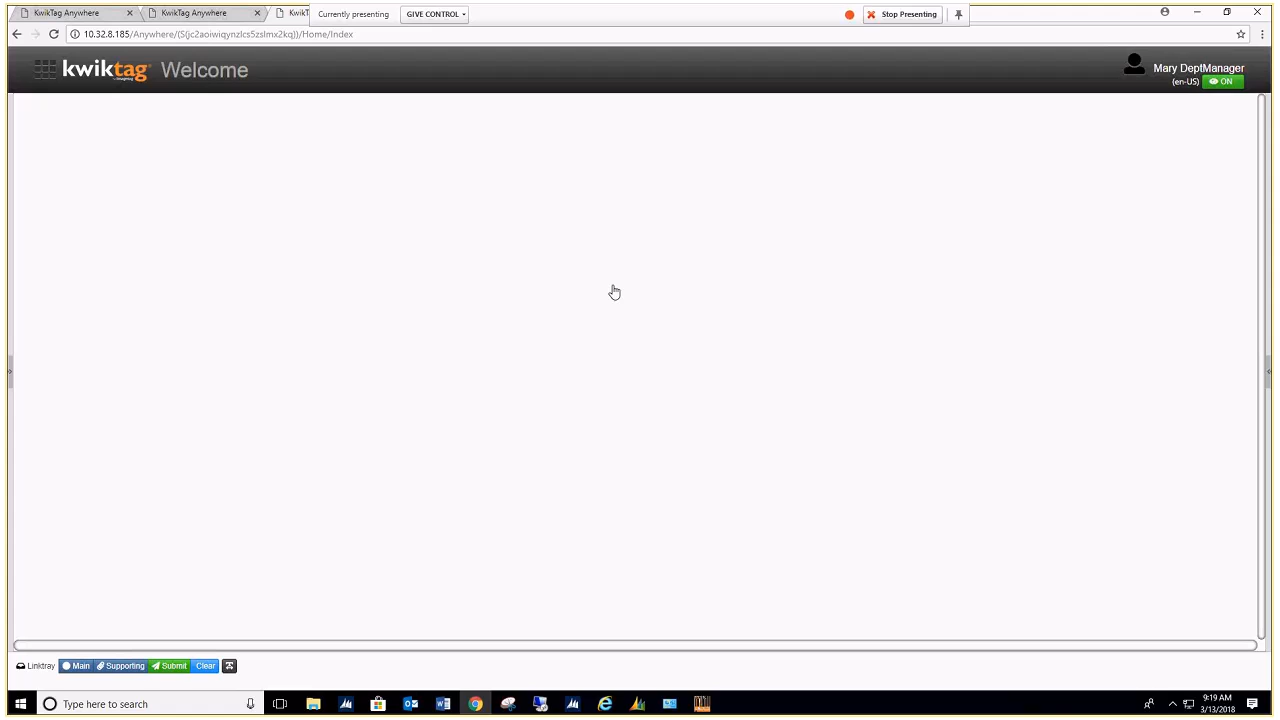 KwikTag Anywhere
KwikTag Anywhere
KwikT
Currently presenting
GIVE CONTROL
Stop Presenting
kwiktag
Welcome
Mary DeptManager
(en-US)
ON
Linktray
Main
Supporting
Submit
Clear
Type here to search
9:19 AM
3/13/2018